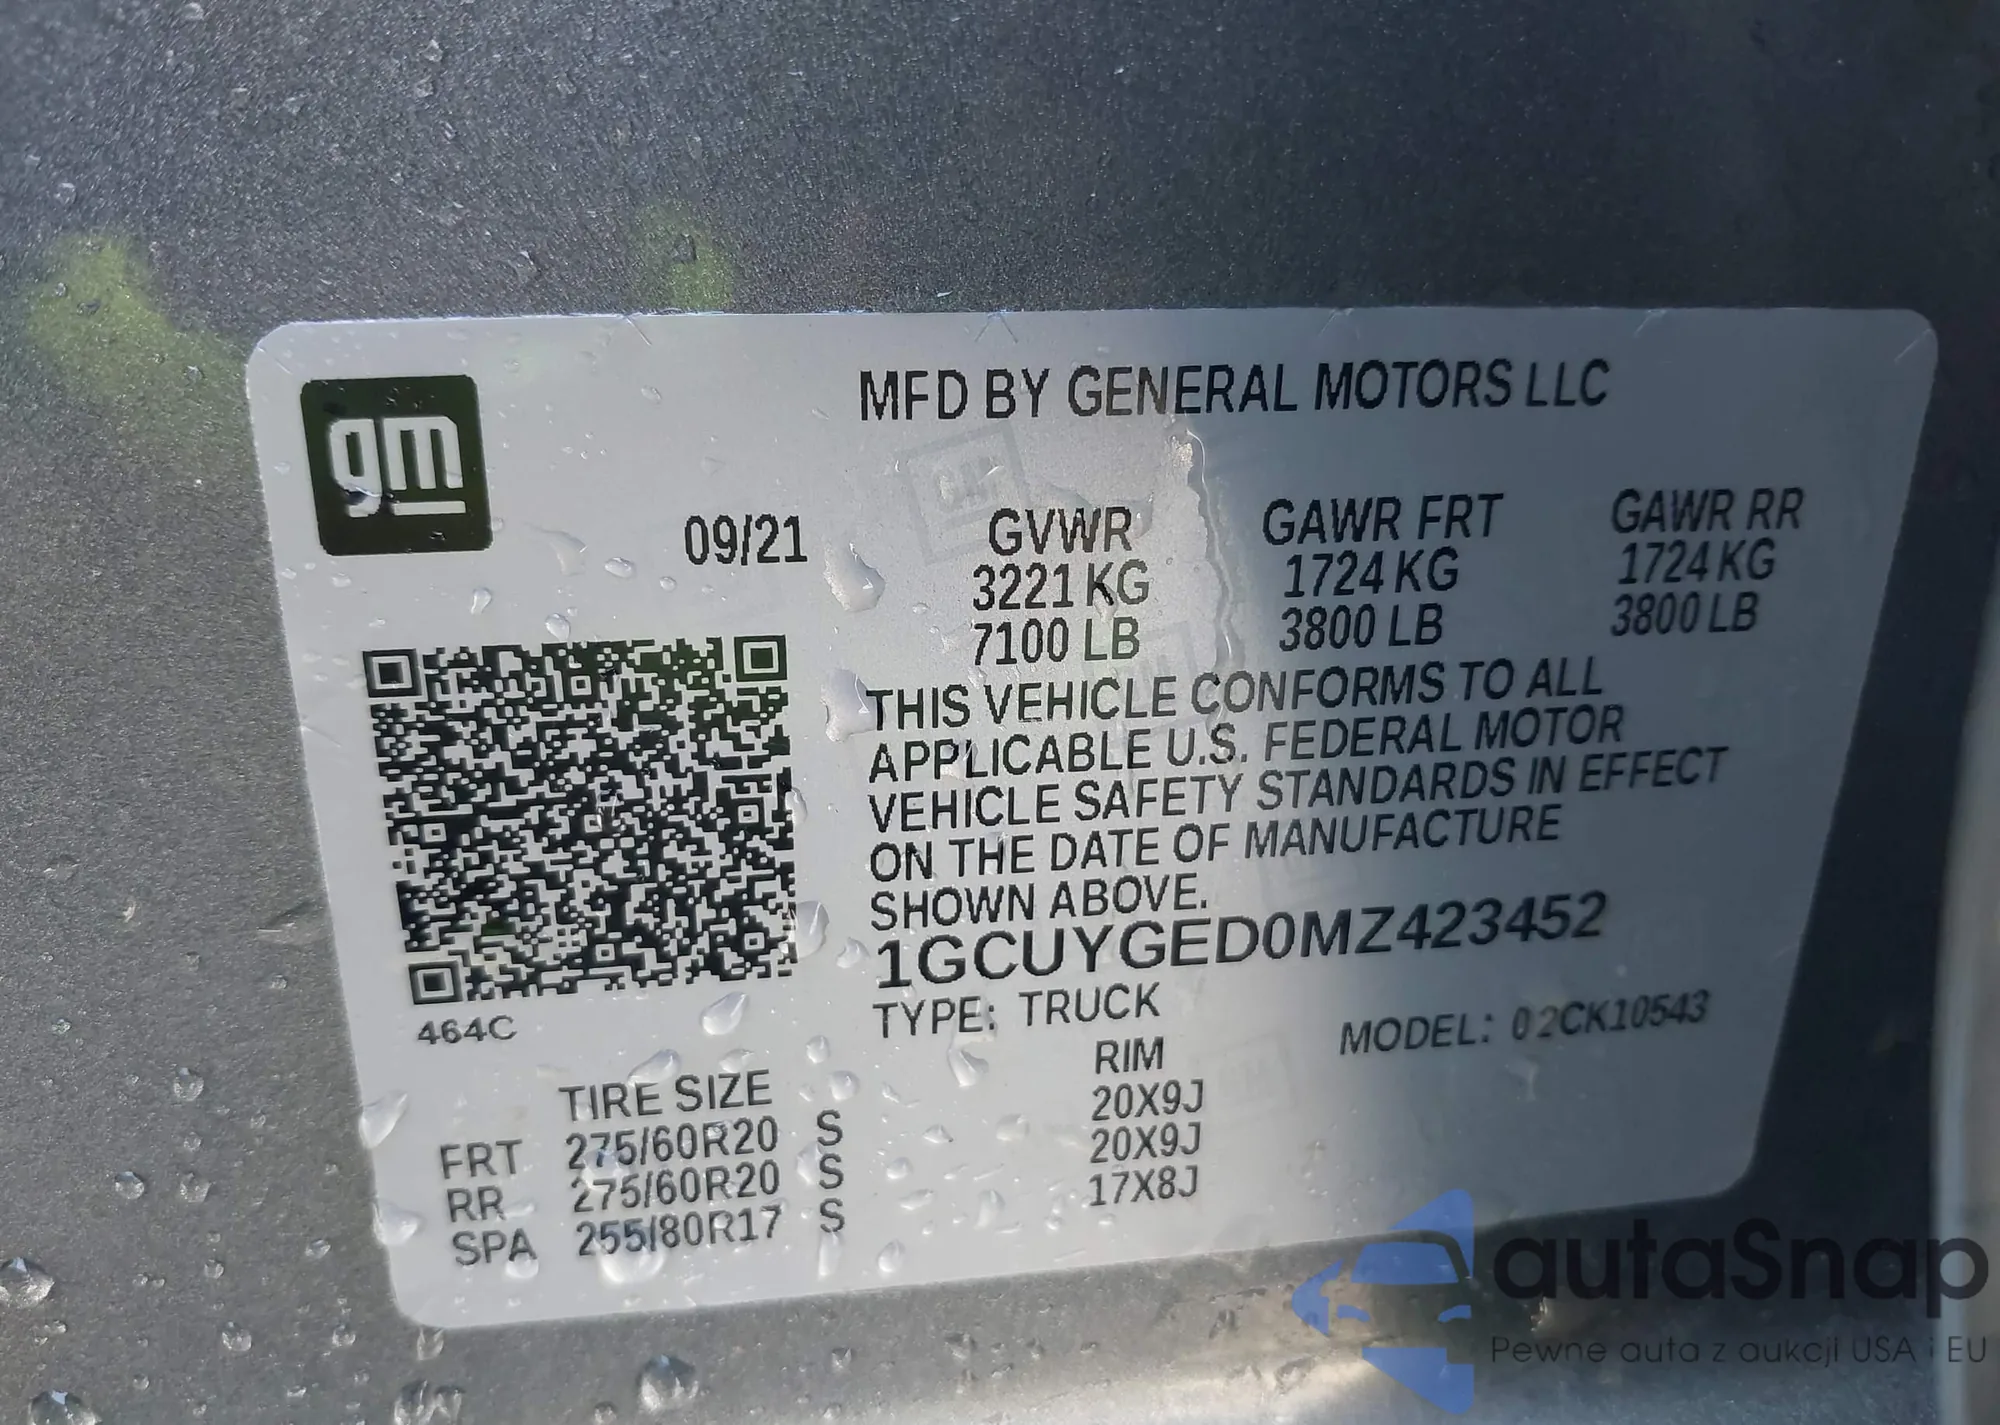 gm
MFD BY GENERAL MOTORS LLC
09/21
GVWR GAWR FRT GAWR RR
3221 KG 1724 KG 1724 KG
7100 LB 3800 LB 3800 LB
THIS VEHICLE CONFORMS TO ALL
APPLICABLE U.S. FEDERAL MOTOR
VEHICLE SAFETY STANDARDS IN EFFECT
ON THE DATE OF MANUFACTURE
SHOWN ABOVE.
1GCUYGED0MZ423452
TYPE: TRUCK MODEL: 02CK10543
464C
TIRE SIZE RIM
FRT 275/60R20 S 20X9J
RR 275/60R20 S 20X9J
SPA 255/80R17 S 17X8J
autaSnap
Pewne auta z aukcji USA i EU